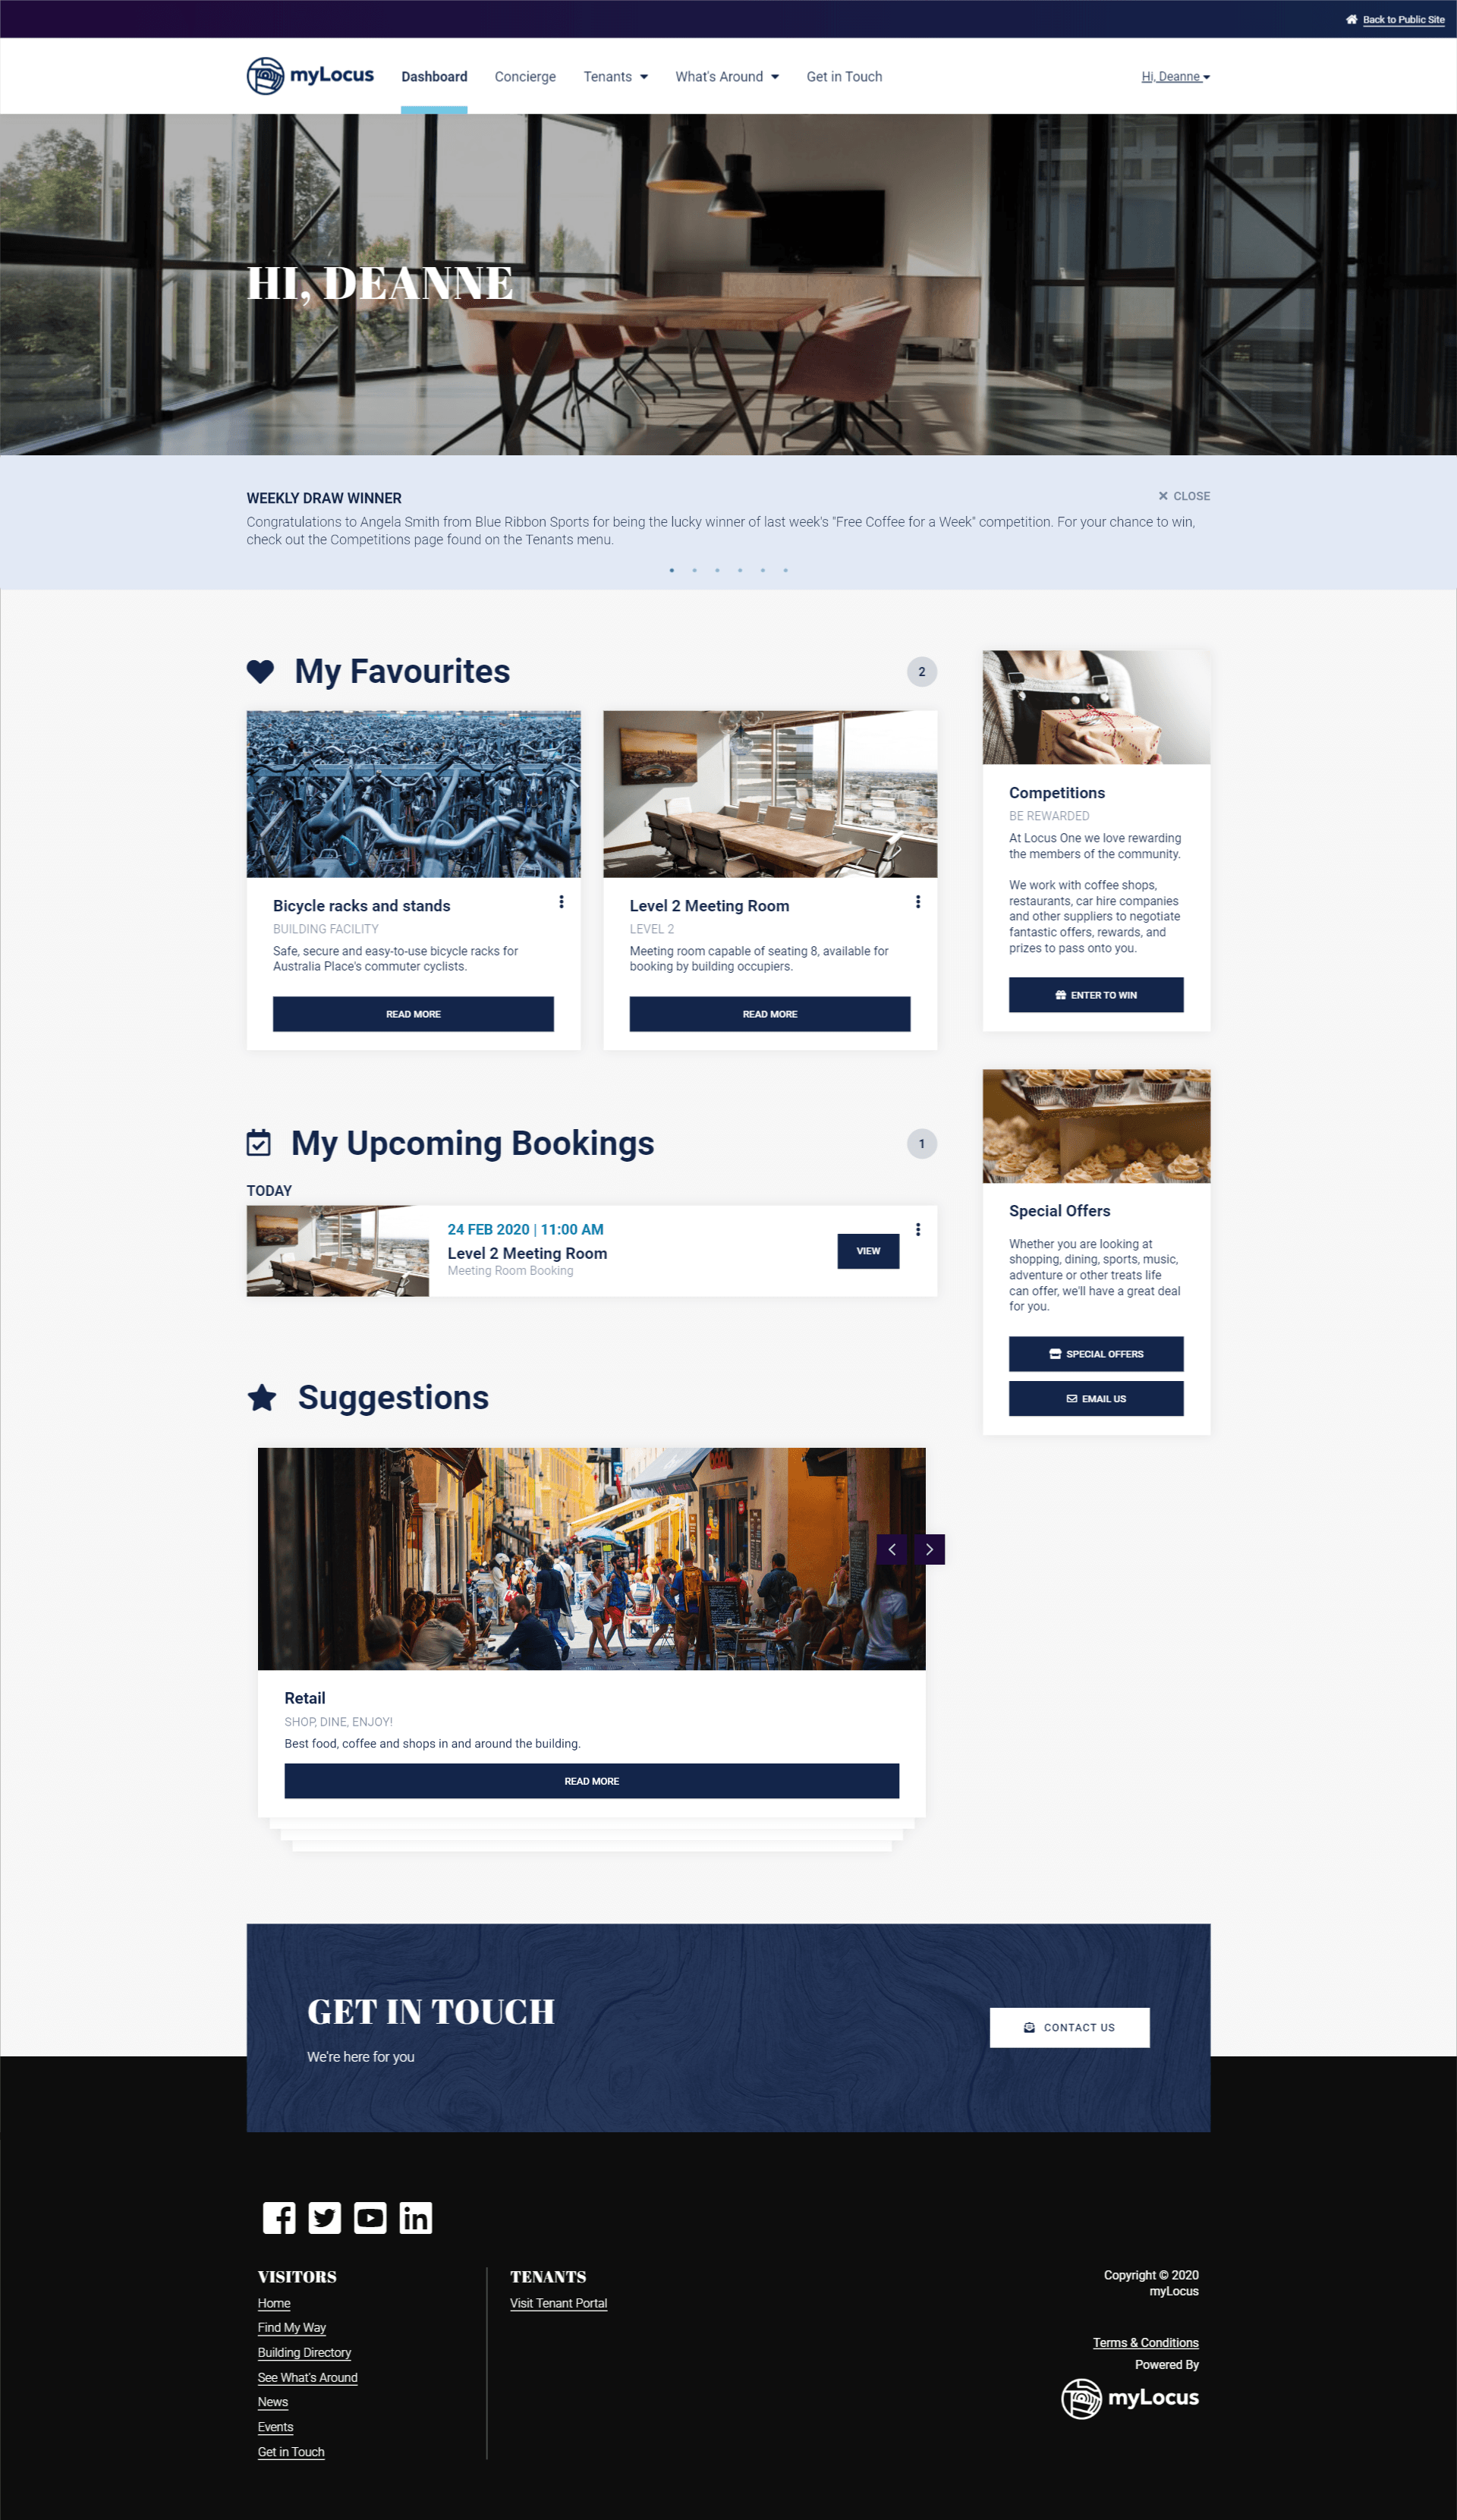 Back to Public Site
myLocus
Dashboard
Concierge
Tenants
What's Around
Get in Touch
Hi, Deanne
HI, DEANNE
WEEKLY DRAW WINNER
CLOSE
Congratulations to Angela Smith from Blue Ribbon Sports for being the lucky winner of last week's "Free Coffee for a Week" competition. For your chance to win,
check out the Competitions page found on the Tenants menu.
My Favourites
2
Bicycle racks and stands
BUILDING FACILITY
Safe, secure and easy-to-use bicycle racks for
Australia Place's commuter cyclists.
READ MORE
Level 2 Meeting Room
LEVEL 2
Meeting room capable of seating 8, available for
booking by building occupiers.
READ MORE
Competitions
BE REWARDED
At Locus One we love rewarding
the members of the community.
We work with coffee shops,
restaurants, car hire companies
and other suppliers to negotiate
fantastic offers, rewards, and
prizes to pass onto you.
ENTER TO WIN
My Upcoming Bookings
1
TODAY
24 FEB 2020 | 11:00 AM
Level 2 Meeting Room
Meeting Room Booking
VIEW
Special Offers
Whether you are looking at
shopping, dining, sports, music,
adventure or other treats life
can offer, we'll have a great deal
for you.
SPECIAL OFFERS
EMAIL US
Suggestions
Retail
SHOP, DINE, ENJOY!
Best food, coffee and shops in and around the building.
READ MORE
GET IN TOUCH
We're here for you
CONTACT US
VISITORS
Home
Find My Way
Building Directory
See What's Around
News
Events
Get in Touch
TENANTS
Visit Tenant Portal
Copyright © 2020
myLocus
Terms & Conditions
Powered By
myLocus